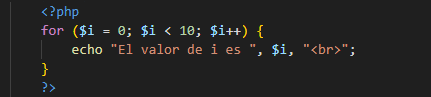 <?php
for ($i = 0; $i < 10; $i++) {
    echo "El valor de i es ", $i, "<br>";
}
?>